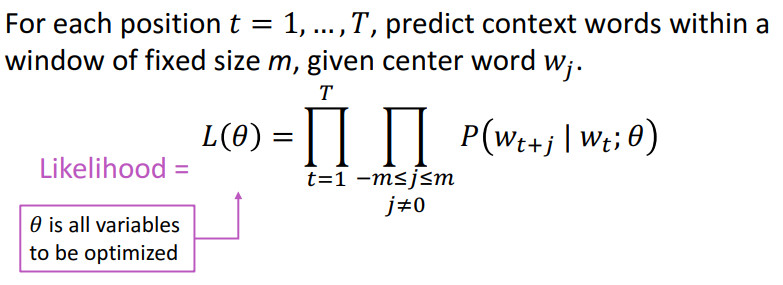 For each position t = 1, … , T, predict context words within a
window of fixed size m, given center word w_j.
Likelihood = L(θ) = ∏_{t=1}^{T} ∏_{-m≤j≤m, j≠0} P(w_{t+j} | w_t; θ)
θ is all variables
to be optimized